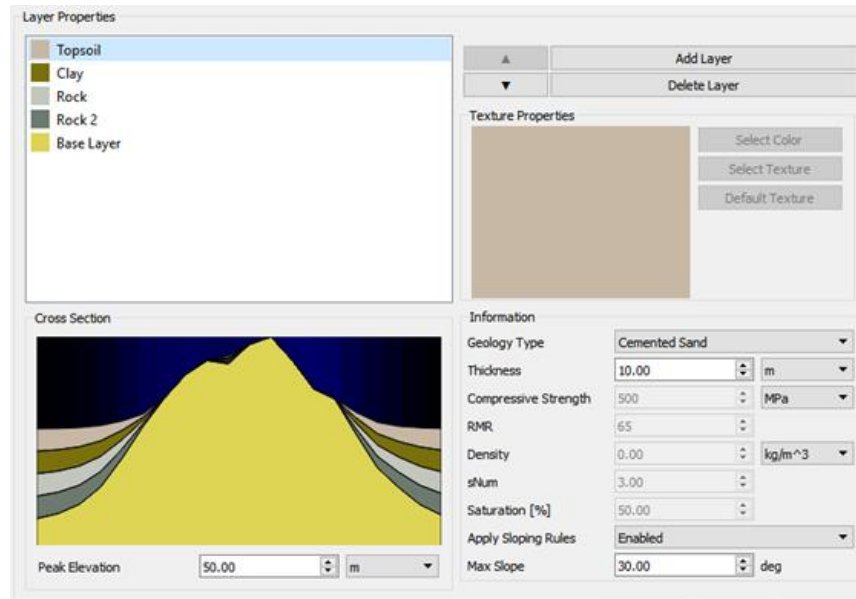 Layer Properties
Topsoil
Clay
Rock
Rock 2
Base Layer
▲ Add Layer
▼ Delete Layer
Texture Properties
Select Color
Select Texture
Default Texture
Cross Section
Peak Elevation 50.00 m
Information
Geology Type Cemented Sand
Thickness 10.00 m
Compressive Strength 500 MPa
RMR 65
Density 0.00 kg/m^3
sNum 3.00
Saturation [%] 50.00
Apply Sloping Rules Enabled
Max Slope 30.00 deg